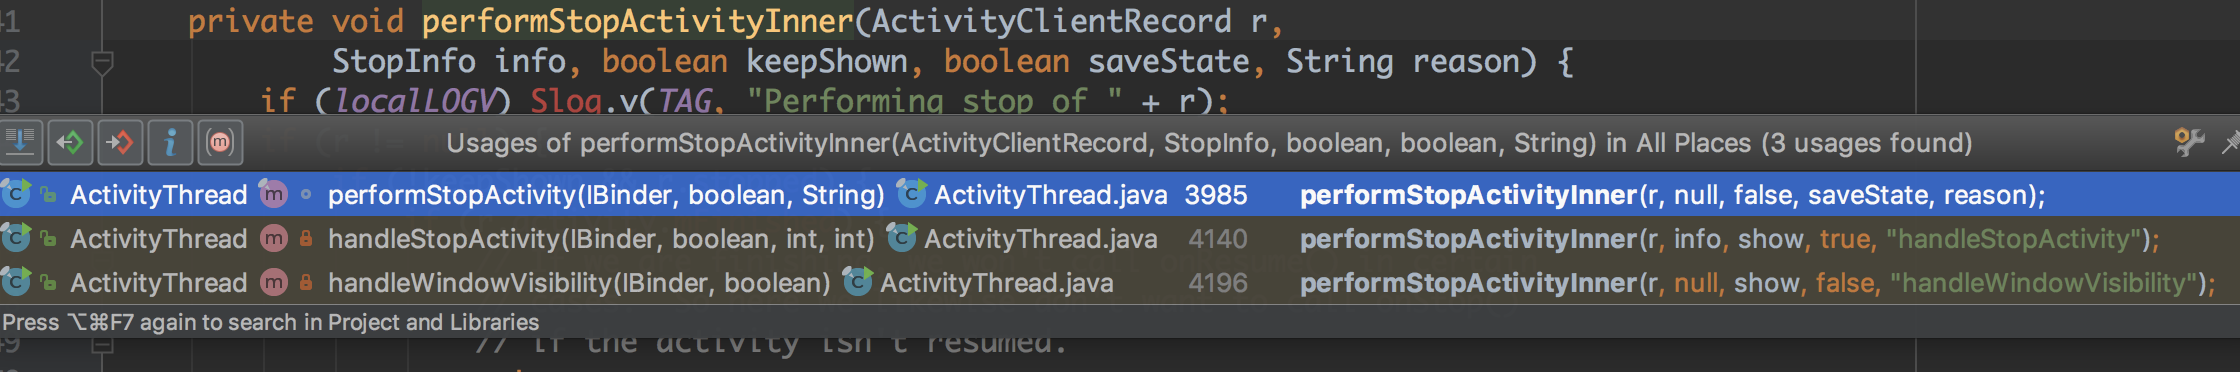 41 private void performStopActivityInner(ActivityClientRecord r,
42 StopInfo info, boolean keepShown, boolean saveState, String reason) {
43 if (localLOGV) Slog.v(TAG, "Performing stop of " + r);
Usages of performStopActivityInner(ActivityClientRecord, StopInfo, boolean, boolean, String) in All Places (3 usages found)
ActivityThread performStopActivity(IBinder, boolean, String) ActivityThread.java 3985 performStopActivityInner(r, null, false, saveState, reason);
ActivityThread handleStopActivity(IBinder, boolean, int, int) ActivityThread.java 4140 performStopActivityInner(r, info, show, true, "handleStopActivity");
ActivityThread handleWindowVisibility(IBinder, boolean) ActivityThread.java 4196 performStopActivityInner(r, null, show, false, "handleWindowVisibility");
Press ⌥⌘F7 again to search in Project and Libraries
49 // if the activity isn't resumed.